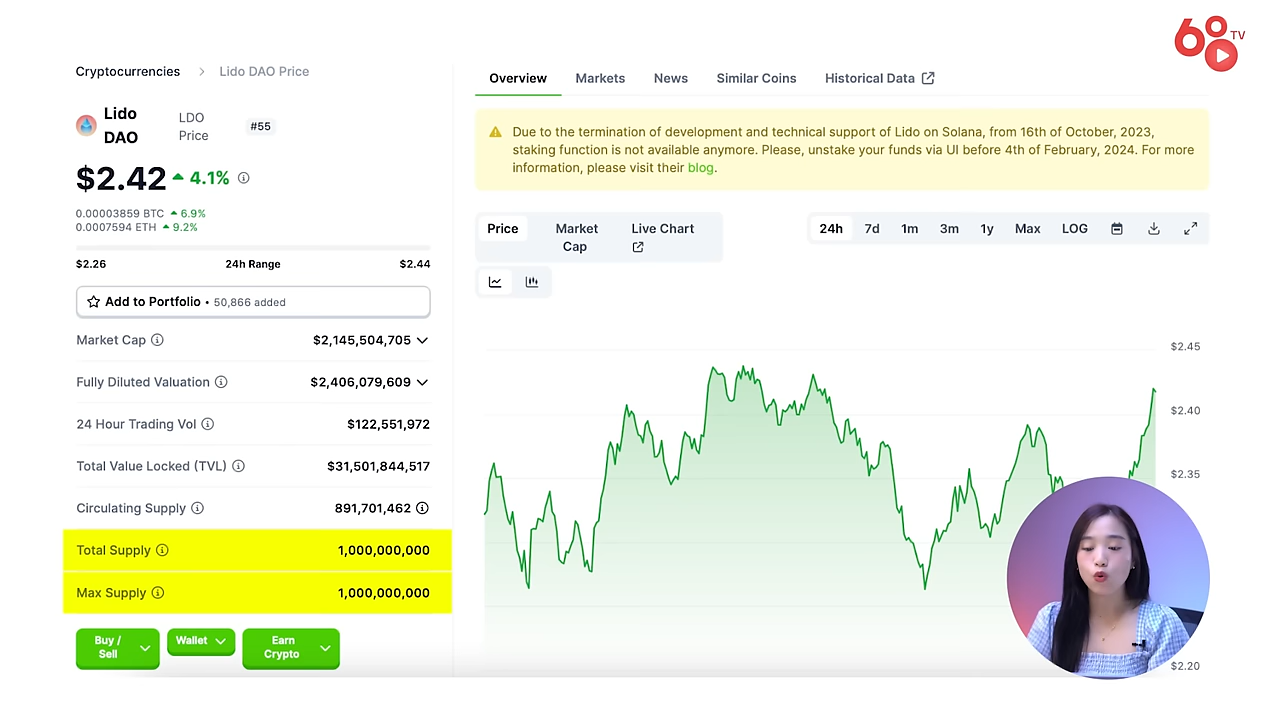 68 TV
Cryptocurrencies > Lido DAO Price
Lido DAO
LDO Price
#55
$2.42 4.1%
0.00003859 BTC 6.9%
0.0007594 ETH 9.2%
$2.26 24h Range $2.44
Add to Portfolio • 50,866 added
Market Cap $2,145,504,705
Fully Diluted Valuation $2,406,079,609
24 Hour Trading Vol $122,551,972
Total Value Locked (TVL) $31,501,844,517
Circulating Supply 891,701,462
Total Supply 1,000,000,000
Max Supply 1,000,000,000
Buy / Sell
Wallet
Earn Crypto
Overview Markets News Similar Coins Historical Data
Due to the termination of development and technical support of Lido on Solana, from 16th of October, 2023,
staking function is not available anymore. Please, unstake your funds via UI before 4th of February, 2024. For more
information, please visit their blog.
Price
Market Cap
Live Chart
24h 7d 1m 3m 1y Max LOG
$2.45
$2.40
$2.35
$2.20